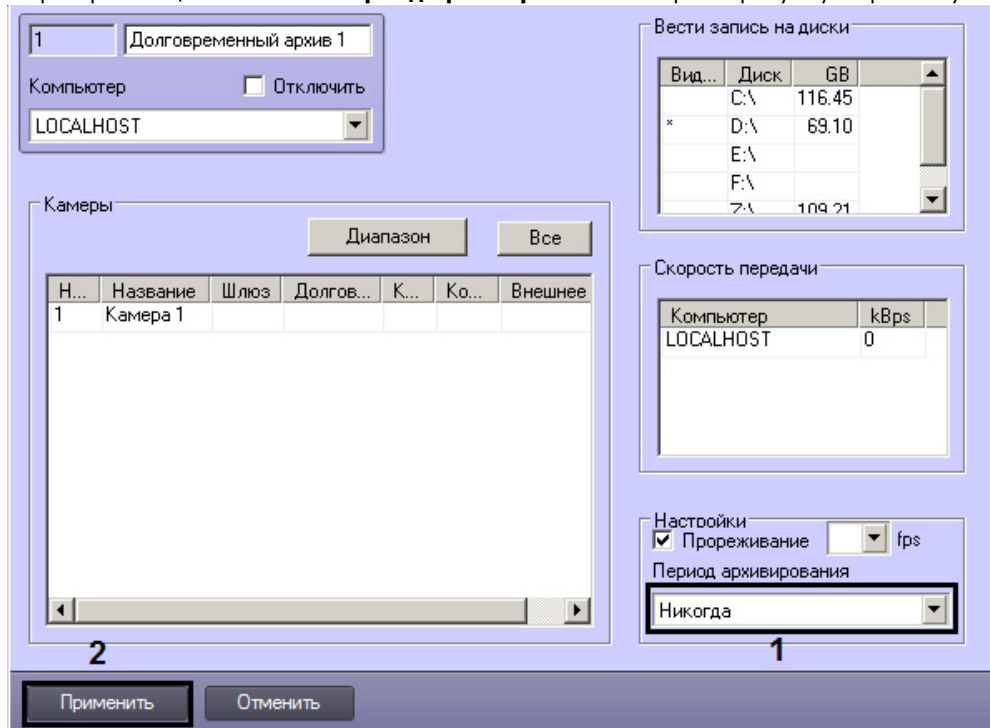 1 Долговременный архив 1
Компьютер Отключить
LOCALHOST
Камеры
Диапазон Все
Н... Название Шлюз Долгов... К... Ко... Внешнее
1 Камера 1
2
Применить Отменить
Вести запись на диски
Вид... Диск GB
C:\ 116.45
* D:\ 69.10
E:\
F:\
Z:\ 109.21
Скорость передачи
Компьютер kBps
LOCALHOST 0
Настройки
Прореживание fps
Период архивирования
Никогда
1